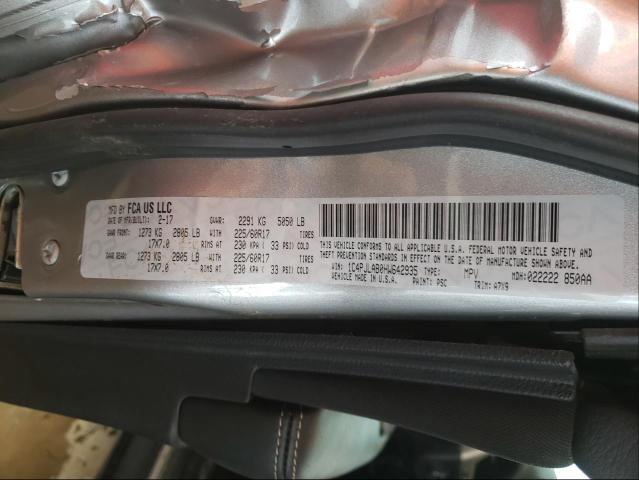 MFD BY FCA US LLC
DATE OF MFR(BUILT): 2-17 GVWR: 2291 KG 5050 LB
GAWR FRONT: 1273 KG 2805 LB WITH 225/60R17 TIRES
17X7.0 RIMS AT 230 KPA ( 33 PSI) COLD
GAWR REAR: 1273 KG 2805 LB WITH 225/60R17 TIRES
17X7.0 RIMS AT 230 KPA ( 33 PSI) COLD
THIS VEHICLE CONFORMS TO ALL APPLICABLE U.S.A. FEDERAL MOTOR VEHICLE SAFETY AND
THEFT PREVENTION STANDARDS IN EFFECT ON THE DATE OF MANUFACTURE SHOWN ABOVE.
VIN: 1C4PJLAB0HW642935 TYPE: MPV MDH:022222 850AA
VEHICLE MADE IN U.S.A. PAINT: PSC TRIM: A7X9